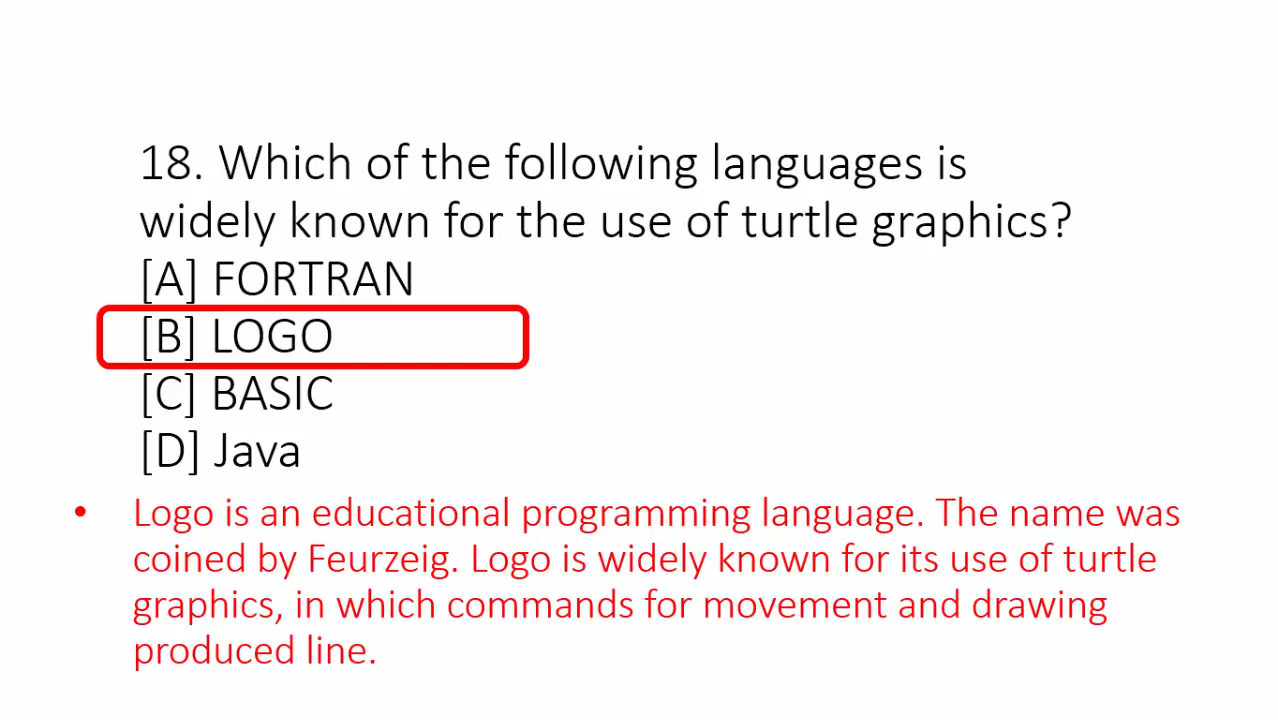 18. Which of the following languages is
widely known for the use of turtle graphics?
[A] FORTRAN
[B] LOGO
[C] BASIC
[D] Java
• Logo is an educational programming language. The name was
coined by Feurzeig. Logo is widely known for its use of turtle
graphics, in which commands for movement and drawing
produced line.